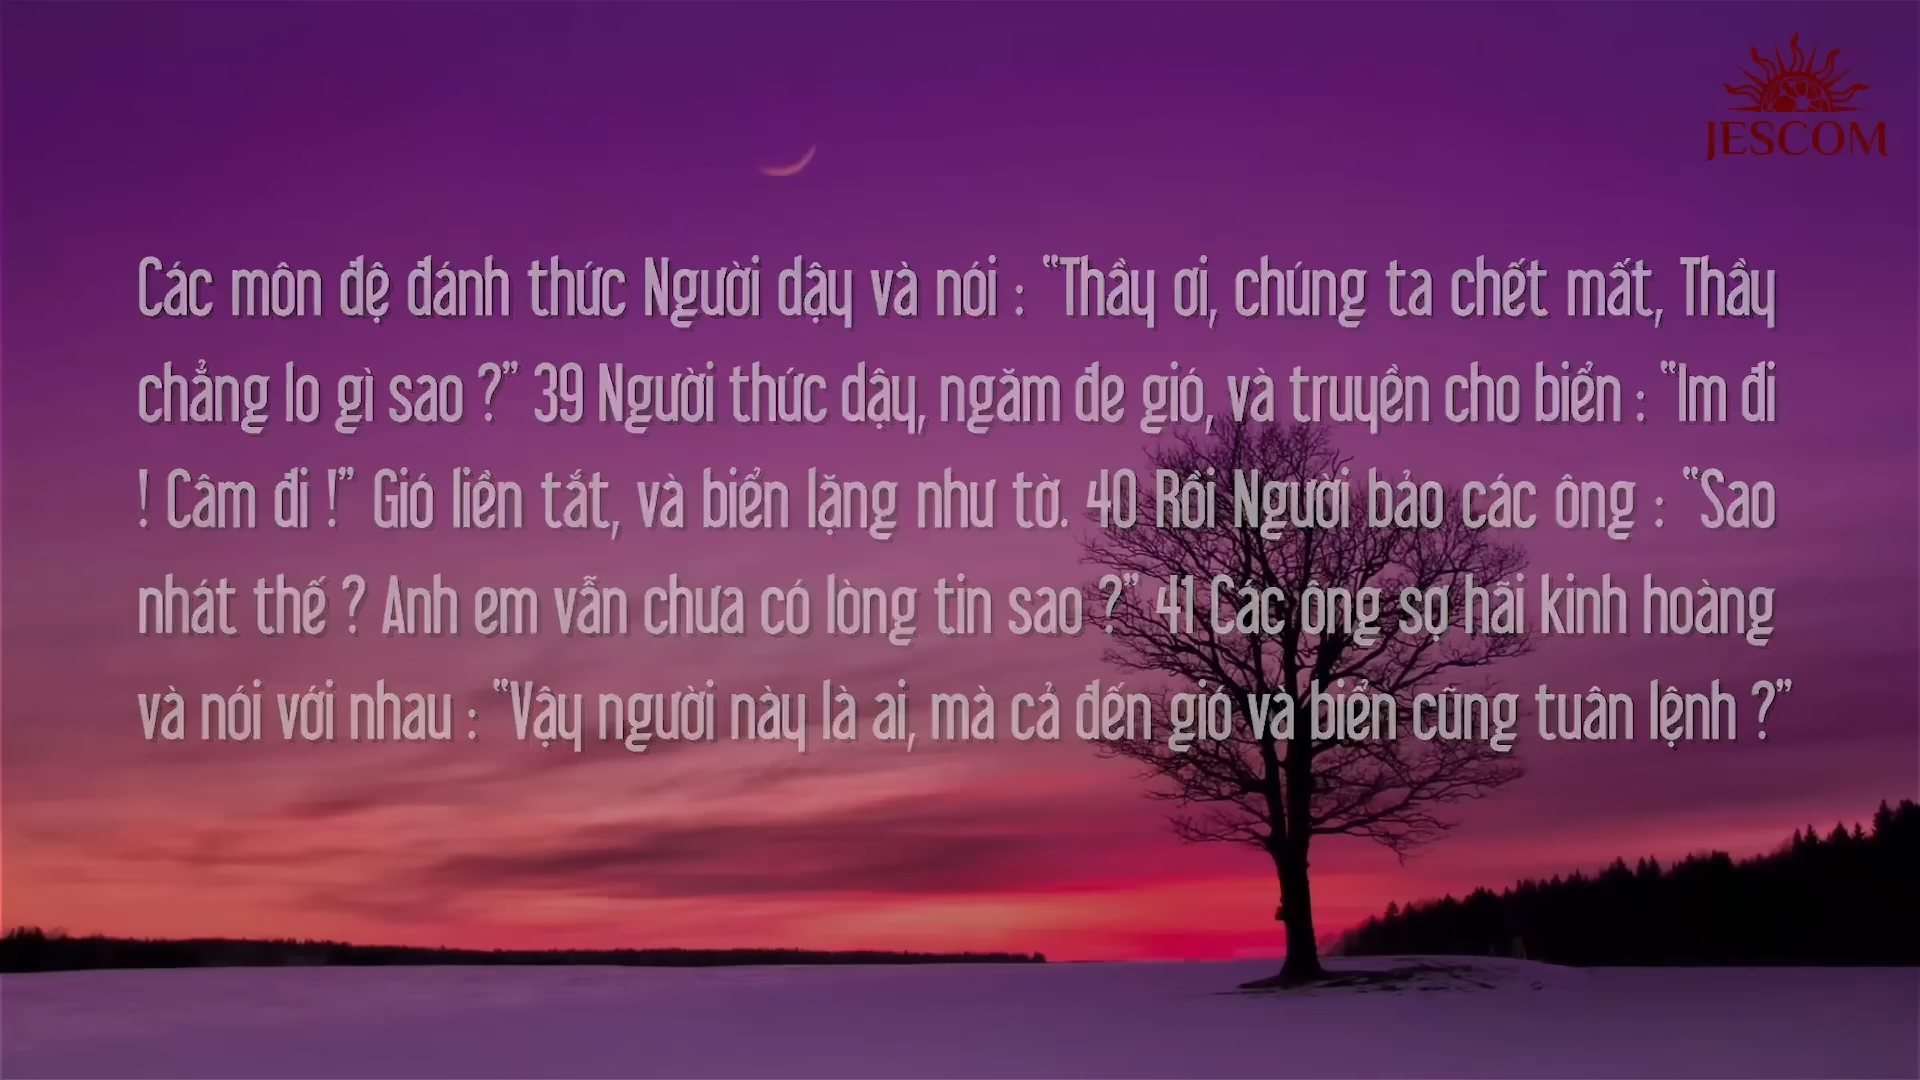 JESCOM
Các môn đệ đánh thức Người dậy và nói : “Thầy ơi, chúng ta chết mất, Thầy
chẳng lo gì sao ?” 39 Người thức dậy, ngăm đe gió, và truyền cho biển : “Im đi
! Câm đi !” Gió liền tắt, và biển lặng như tờ. 40 Rồi Người bảo các ông : “Sao
nhát thế ? Anh em vẫn chưa có lòng tin sao ?” 41 Các ông sợ hãi kinh hoàng
và nói với nhau : “Vậy người này là ai, mà cả đến gió và biển cũng tuân lệnh ?”